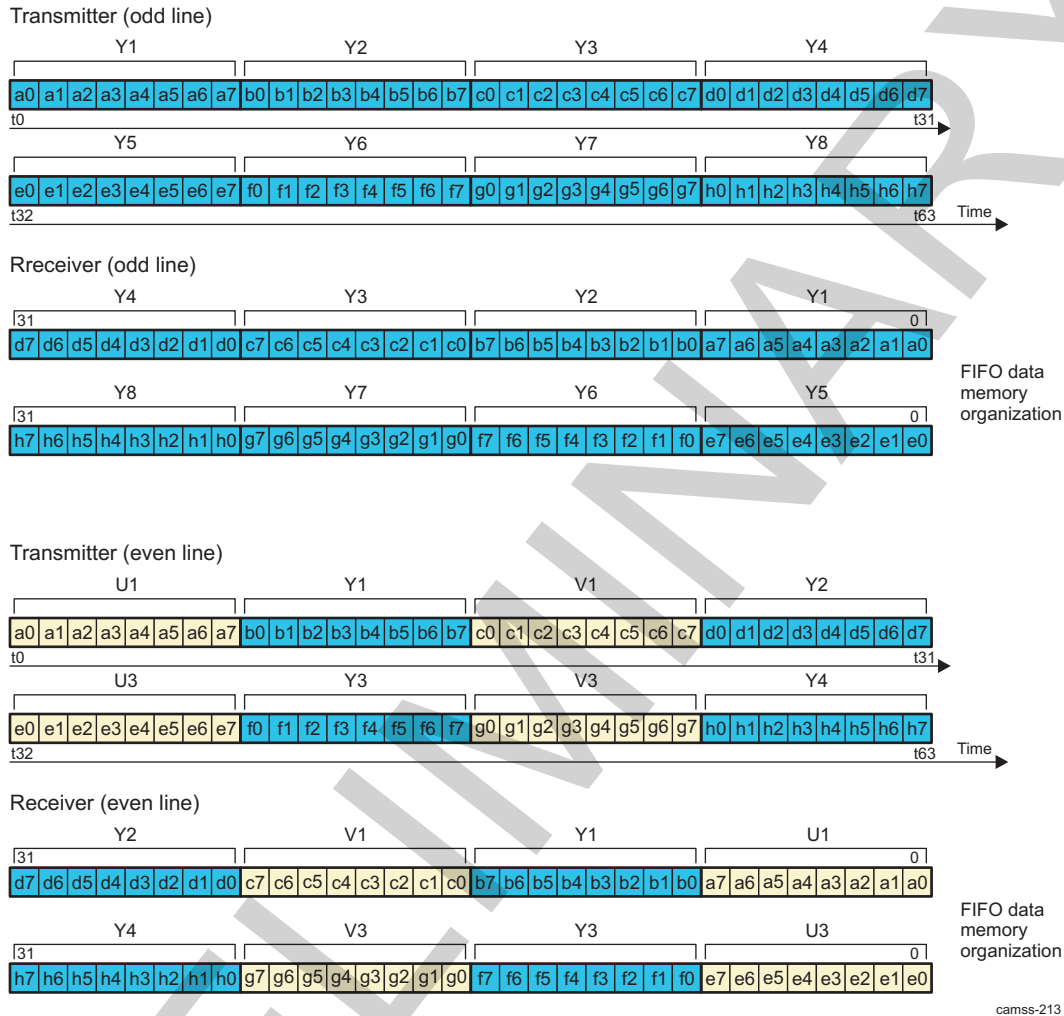 Transmitter (odd line)
Y1 Y2 Y3 Y4
a0 a1 a2 a3 a4 a5 a6 a7 b0 b1 b2 b3 b4 b5 b6 b7 c0 c1 c2 c3 c4 c5 c6 c7 d0 d1 d2 d3 d4 d5 d6 d7
t0 t31
Y5 Y6 Y7 Y8
e0 e1 e2 e3 e4 e5 e6 e7 f0 f1 f2 f3 f4 f5 f6 f7 g0 g1 g2 g3 g4 g5 g6 g7 h0 h1 h2 h3 h4 h5 h6 h7
t32 t63 Time
Rreceiver (odd line)
Y4 Y3 Y2 Y1
31 0
d7 d6 d5 d4 d3 d2 d1 d0 c7 c6 c5 c4 c3 c2 c1 c0 b7 b6 b5 b4 b3 b2 b1 b0 a7 a6 a5 a4 a3 a2 a1 a0
FIFO data
memory
organization
Y8 Y7 Y6 Y5
31 0
h7 h6 h5 h4 h3 h2 h1 h0 g7 g6 g5 g4 g3 g2 g1 g0 f7 f6 f5 f4 f3 f2 f1 f0 e7 e6 e5 e4 e3 e2 e1 e0
Transmitter (even line)
U1 Y1 V1 Y2
a0 a1 a2 a3 a4 a5 a6 a7 b0 b1 b2 b3 b4 b5 b6 b7 c0 c1 c2 c3 c4 c5 c6 c7 d0 d1 d2 d3 d4 d5 d6 d7
t0 t31
U3 Y3 V3 Y4
e0 e1 e2 e3 e4 e5 e6 e7 f0 f1 f2 f3 f4 f5 f6 f7 g0 g1 g2 g3 g4 g5 g6 g7 h0 h1 h2 h3 h4 h5 h6 h7
t32 t63 Time
Receiver (even line)
Y2 V1 Y1 U1
31 0
d7 d6 d5 d4 d3 d2 d1 d0 c7 c6 c5 c4 c3 c2 c1 c0 b7 b6 b5 b4 b3 b2 b1 b0 a7 a6 a5 a4 a3 a2 a1 a0
FIFO data
memory
organization
Y4 V3 Y3 U3
31 0
h7 h6 h5 h4 h3 h2 h1 h0 g7 g6 g5 g4 g3 g2 g1 g0 f7 f6 f5 f4 f3 f2 f1 f0 e7 e6 e5 e4 e3 e2 e1 e0
camss-213
ELIMINARY